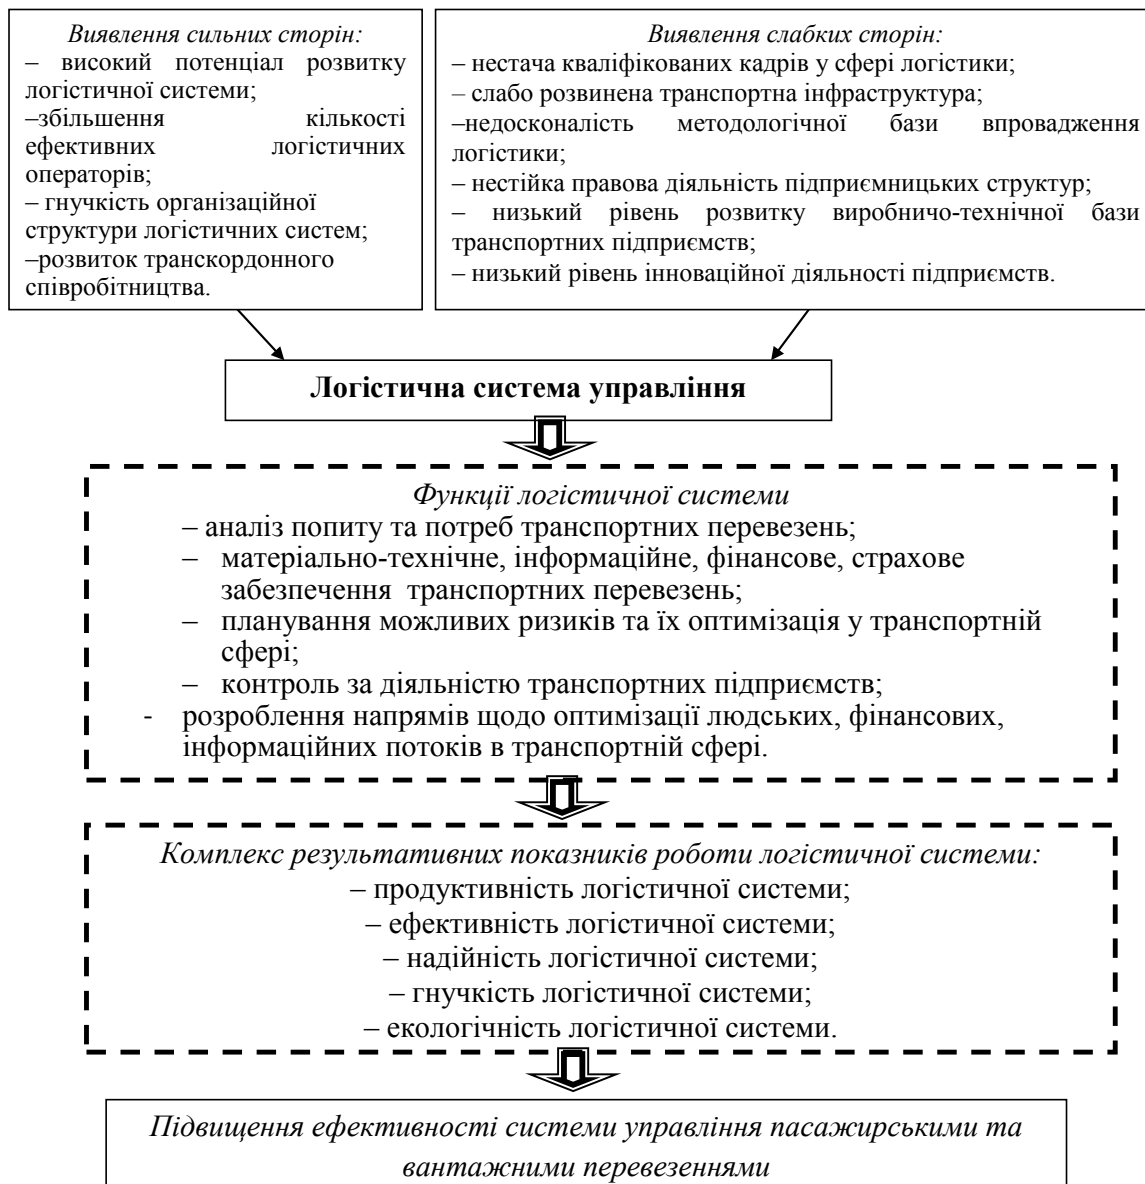 Виявлення сильних сторін:
– високий потенціал розвитку
логістичної системи;
–збільшення кількості
ефективних логістичних
операторів;
– гнучкість організаційної
структури логістичних систем;
–розвиток транскордонного
співробітництва.
Виявлення слабких сторін:
– нестача кваліфікованих кадрів у сфері логістики;
– слабо розвинена транспортна інфраструктура;
–недосконалість методологічної бази впровадження
логістики;
– нестійка правова діяльність підприємницьких структур;
– низький рівень розвитку виробничо-технічної бази
транспортних підприємств;
– низький рівень інноваційної діяльності підприємств.
Логістична система управління
Функції логістичної системи
– аналіз попиту та потреб транспортних перевезень;
– матеріально-технічне, інформаційне, фінансове, страхове
забезпечення транспортних перевезень;
– планування можливих ризиків та їх оптимізація у транспортній
сфері;
– контроль за діяльністю транспортних підприємств;
- розроблення напрямів щодо оптимізації людських, фінансових,
інформаційних потоків в транспортній сфері.
Комплекс результативних показників роботи логістичної системи:
– продуктивність логістичної системи;
– ефективність логістичної системи;
– надійність логістичної системи;
– гнучкість логістичної системи;
– екологічність логістичної системи.
Підвищення ефективності системи управління пасажирськими та
вантажними перевезеннями